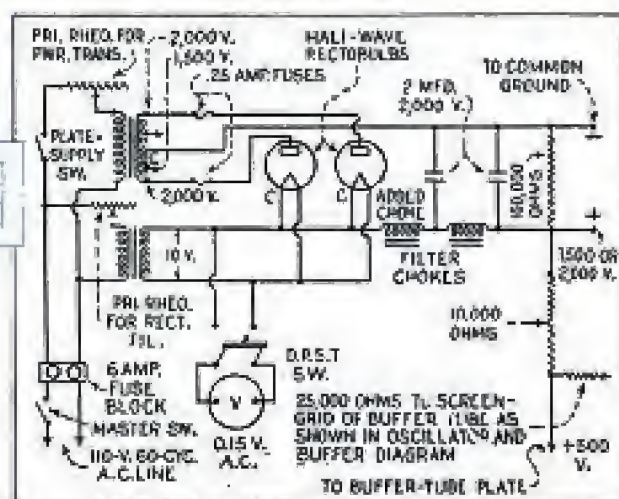 PRI. RHEO. FOR
PWR. TRANS.
2,000 V.
1,500 V.
.25 AMP. FUSES
HALF-WAVE
RECTOBULBS
2 MFD.
2,000 V.
TO COMMON
GROUND
PLATE-
SUPPLY
SW.
2,000 V.
C
C
ADDED
CHOKE
100,000
OHMS
FILTER
CHOKES
+
1,500 OR
2,000 V.
10 V.
PRI. RHEO.
FOR RECT.
FIL.
10,000
OHMS
6 AMP.
FUSE
BLOCK
MASTER SW.
110-V. 60-CYC.
A.C. LINE
D.P.S.T
SW.
V
0.15 V.
A.C.
25,000 OHMS TO SCREEN-
GRID OF BUFFER TUBE AS
SHOWN IN OSCILLATOR AND
BUFFER DIAGRAM
+500
V.
TO BUFFER-TUBE PLATE